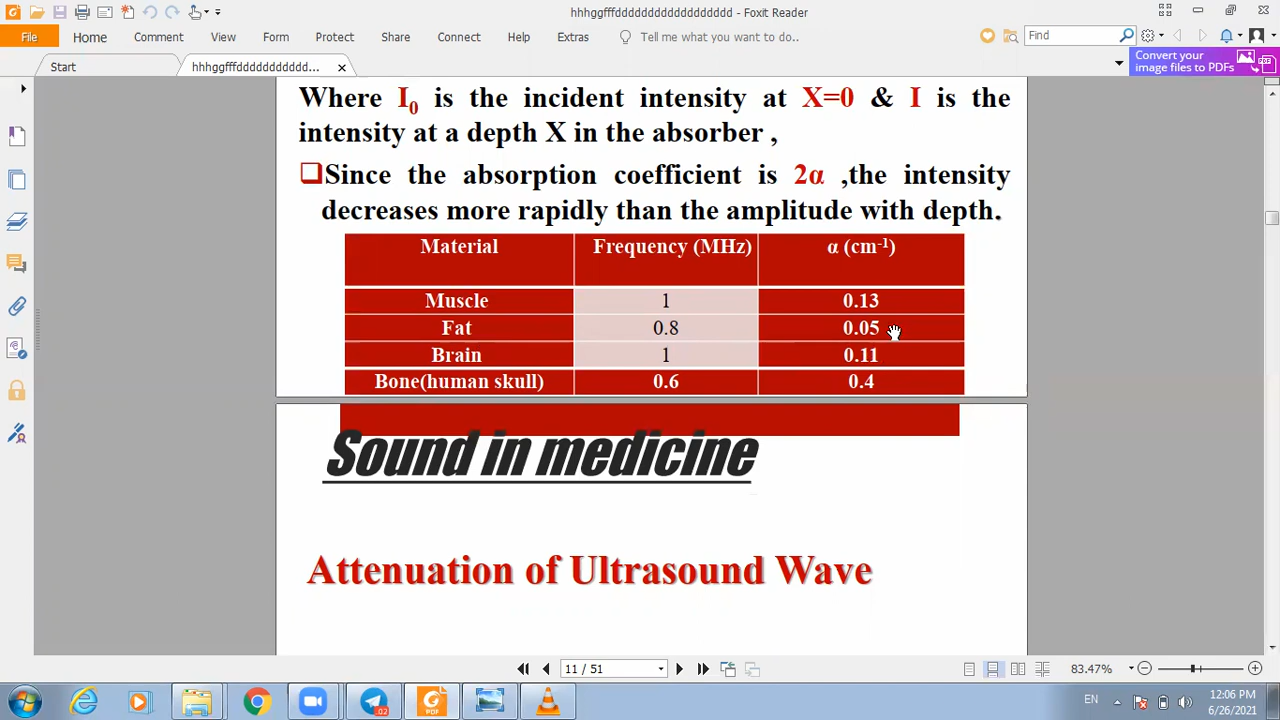 hhhggfffdddddddddddddddddd - Foxit Reader
File Home Comment View Form Protect Share Connect Help Extras Tell me what you want to do.. Find
Start hhhggfffddddddddddd...
Convert your
image files to PDFs
Where I0 is the incident intensity at X=0 & I is the
intensity at a depth X in the absorber ,
❑Since the absorption coefficient is 2α ,the intensity
decreases more rapidly than the amplitude with depth.
Material Frequency (MHz) α (cm-1)
Muscle 1 0.13
Fat 0.8 0.05
Brain 1 0.11
Bone(human skull) 0.6 0.4
Sound in medicine
Attenuation of Ultrasound Wave
11 / 51 83.47%
EN 12:06 PM
6/26/2021